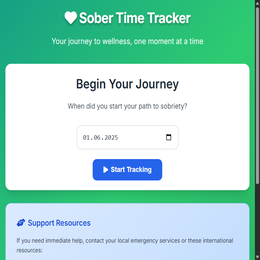 Sober Time Tracker
Your journey to wellness, one moment at a time
Begin Your Journey
When did you start your path to sobriety?
01.06.2025
Start Tracking
Support Resources
If you need immediate help, contact your local emergency services or these international
resources: